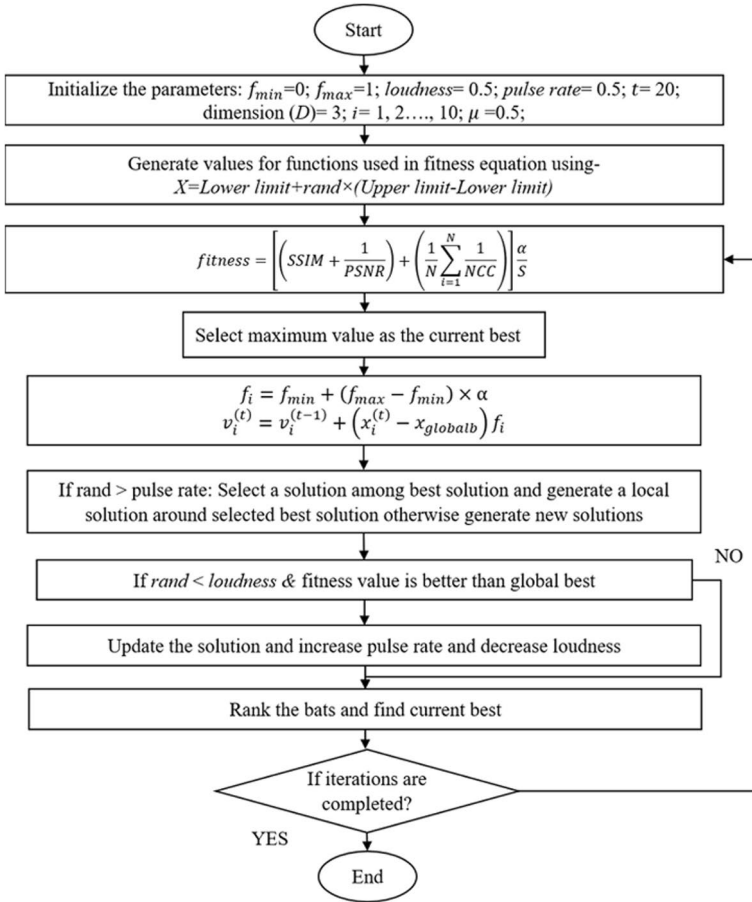 Start
Initialize the parameters: f_min=0; f_max=1; loudness= 0.5; pulse rate= 0.5; t= 20;
dimension (D)= 3; i= 1, 2…., 10; μ =0.5;
Generate values for functions used in fitness equation using-
X=Lower limit+rand×(Upper limit-Lower limit)
fitness = [(SSIM + 1/PSNR) + (1/N ∑_{i=1}^{N} 1/NCC)] α/S
Select maximum value as the current best
f_i = f_min + (f_max − f_min) × α
v_i^(t) = v_i^(t−1) + (x_i^(t) − x_globalb) f_i
If rand > pulse rate: Select a solution among best solution and generate a local
solution around selected best solution otherwise generate new solutions
NO
If rand < loudness & fitness value is better than global best
Update the solution and increase pulse rate and decrease loudness
Rank the bats and find current best
If iterations are
completed?
YES
End